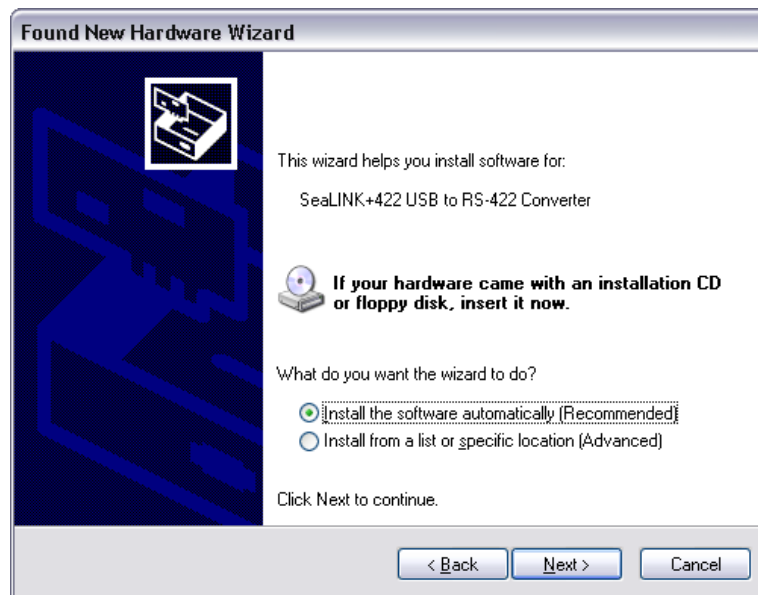 Found New Hardware Wizard
This wizard helps you install software for:
SeaLINK+422 USB to RS-422 Converter
If your hardware came with an installation CD
or floppy disk, insert it now.
What do you want the wizard to do?
Install the software automatically (Recommended)
Install from a list or specific location (Advanced)
Click Next to continue.
< Back Next > Cancel